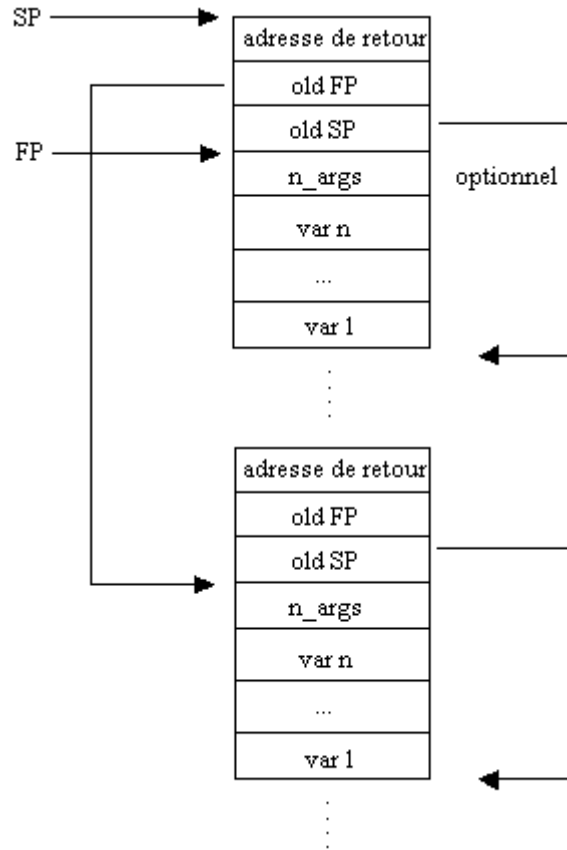 SP
adresse de retour
old FP
old SP
FP
n_args
optionnel
var n
...
var 1
adresse de retour
old FP
old SP
n_args
var n
...
var 1